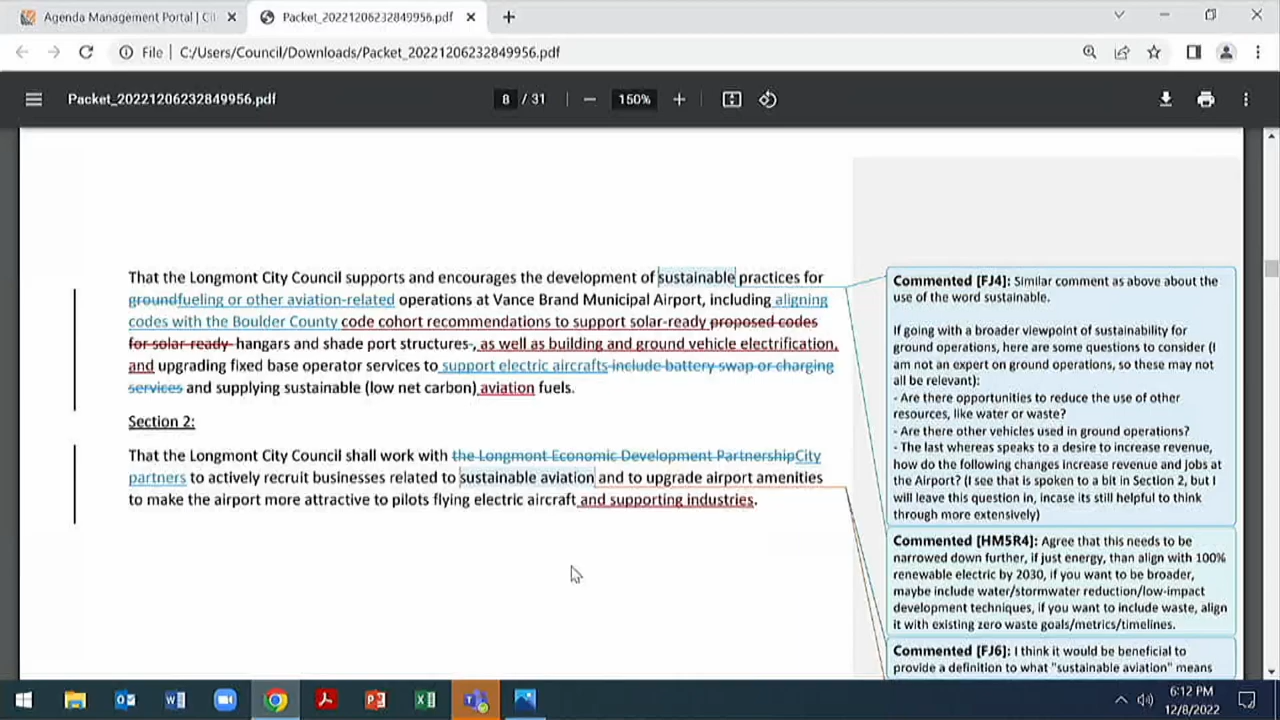 Agenda Management Portal | Cit
Packet_20221206232849956.pdf
File | C:/Users/Council/Downloads/Packet_20221206232849956.pdf
Packet_20221206232849956.pdf
8 / 31
150%
That the Longmont City Council supports and encourages the development of sustainable practices for
groundfueling or other aviation-related operations at Vance Brand Municipal Airport, including aligning
codes with the Boulder County code cohort recommendations to support solar-ready proposed codes
for solar-ready hangars and shade port structures , as well as building and ground vehicle electrification,
and upgrading fixed base operator services to support electric aircrafts include battery swap or charging
services and supplying sustainable (low net carbon) aviation fuels.
Section 2:
That the Longmont City Council shall work with the Longmont Economic Development PartnershipCity
partners to actively recruit businesses related to sustainable aviation and to upgrade airport amenities
to make the airport more attractive to pilots flying electric aircraft and supporting industries.
Commented [FJ4]: Similar comment as above about the
use of the word sustainable.
If going with a broader viewpoint of sustainability for
ground operations, here are some questions to consider (I
am not an expert on ground operations, so these may not
all be relevant):
- Are there opportunities to reduce the use of other
resources, like water or waste?
- Are there other vehicles used in ground operations?
- The last whereas speaks to a desire to increase revenue,
how do the following changes increase revenue and jobs at
the Airport? (I see that is spoken to a bit in Section 2, but I
will leave this question in, incase its still helpful to think
through more extensively)
Commented [HM5R4]: Agree that this needs to be
narrowed down further, if just energy, than align with 100%
renewable electric by 2030, if you want to be broader,
maybe include water/stormwater reduction/low-impact
development techniques, if you want to include waste, align
it with existing zero waste goals/metrics/timelines.
Commented [FJ6]: I think it would be beneficial to
provide a definition to what "sustainable aviation" means
6:12 PM
12/8/2022